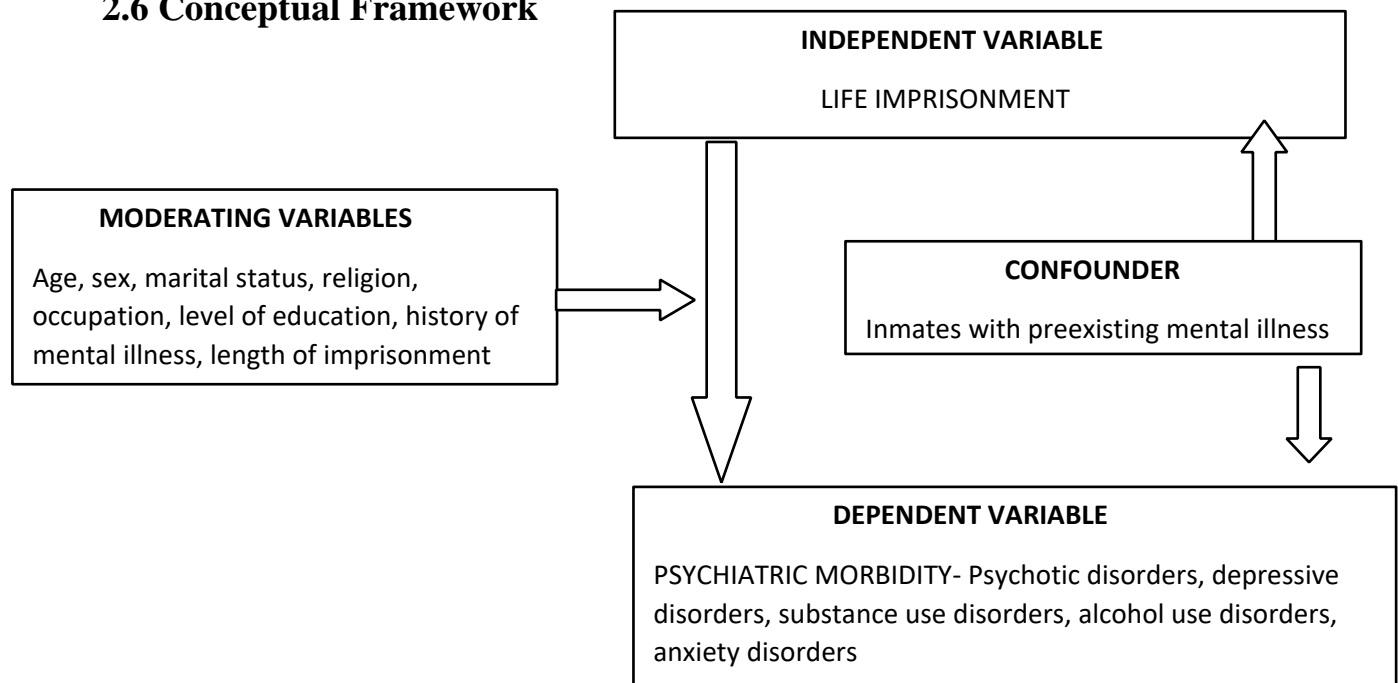 2.6 Conceptual Framework
INDEPENDENT VARIABLE
LIFE IMPRISONMENT
MODERATING VARIABLES
Age, sex, marital status, religion,
occupation, level of education, history of
mental illness, length of imprisonment
CONFOUNDER
Inmates with preexisting mental illness
DEPENDENT VARIABLE
PSYCHIATRIC MORBIDITY- Psychotic disorders, depressive
disorders, substance use disorders, alcohol use disorders,
anxiety disorders